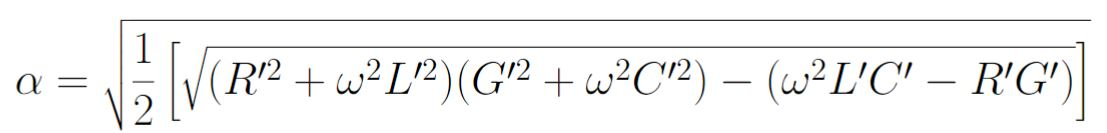 α = √(1/2 [√((R′² + ω²L′²)(G′² + ω²C′²) − (ω²L′C′ − R′G′))])